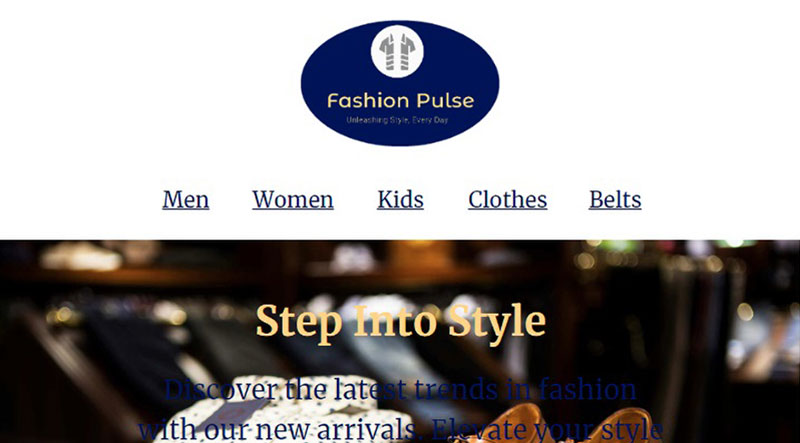 Fashion Pulse
Unleashing Style, Every Day
Men Women Kids Clothes Belts
Step Into Style
Discover the latest trends in fashion
with our new arrivals. Elevate your style